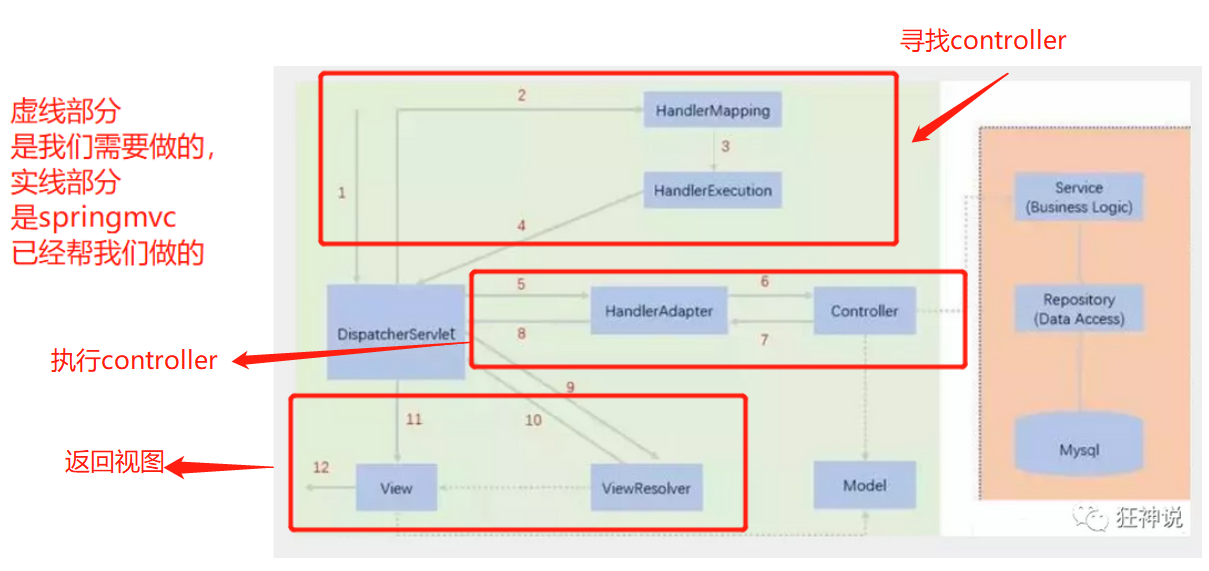 寻找controller
虚线部分
是我们需要做的，
实线部分
是springmvc
已经帮我们做的
2
HandlerMapping
3
1
HandlerExecution
Service
(Business Logic)
4
5
6
HandlerAdapter
Controller
Repository
(Data Access)
DispatcherServlet
8
7
执行controller
9
11
10
Mysql
返回视图
12
View
ViewResolver
Model
狂神说